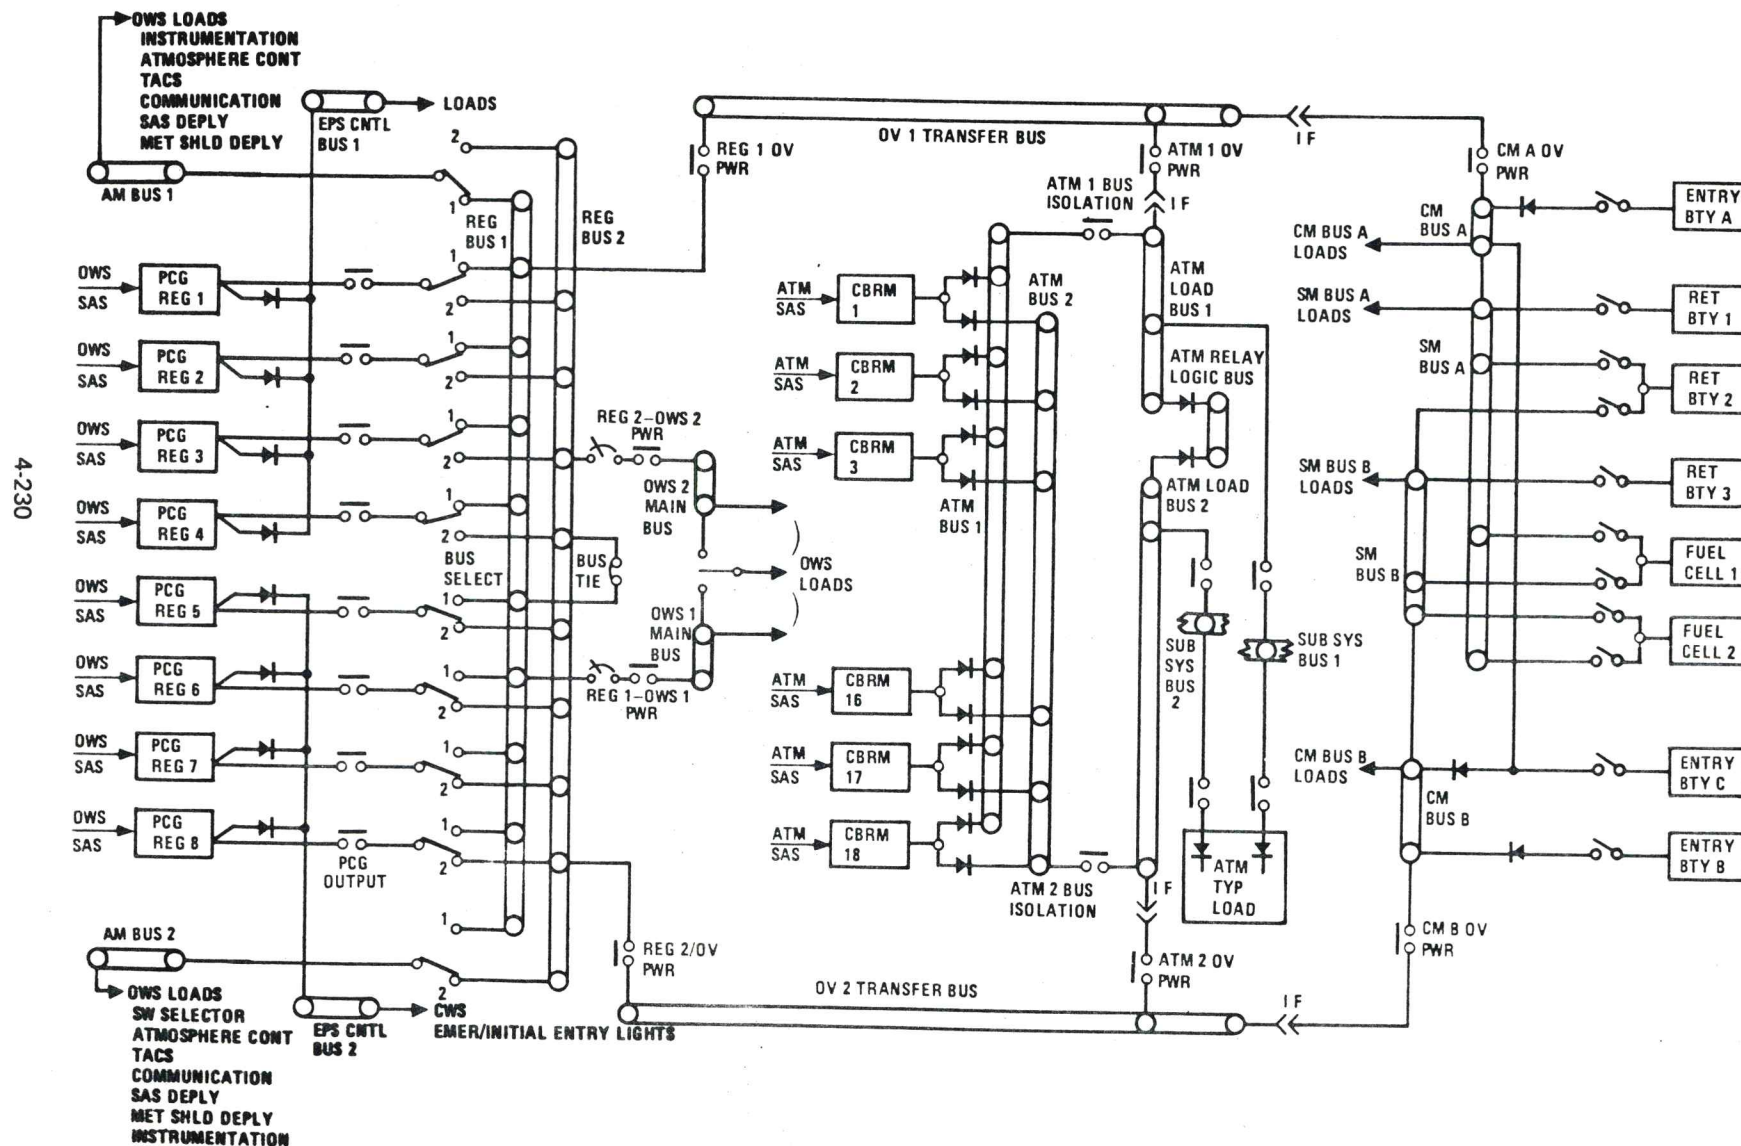 OWS LOADS
INSTRUMENTATION
ATMOSPHERE CONT
TACS
COMMUNICATION
SAS DEPLY
MET SHLD DEPLY
AM BUS 1
EPS CNTL
BUS 1
LOADS
2
1
REG
BUS 1
REG
BUS 2
OWS
SAS
PCG
REG 1
1
2
OWS
SAS
PCG
REG 2
1
2
OWS
SAS
PCG
REG 3
1
2
OWS
SAS
PCG
REG 4
1
2
BUS
SELECT
BUS
TIE
OWS
SAS
PCG
REG 5
1
2
OWS
SAS
PCG
REG 6
1
2
OWS
SAS
PCG
REG 7
1
2
OWS
SAS
PCG
REG 8
1
2
PCG
OUTPUT
1
2
AM BUS 2
OWS LOADS
SW SELECTOR
ATMOSPHERE CONT
TACS
COMMUNICATION
SAS DEPLY
MET SHLD DEPLY
INSTRUMENTATION
EPS CNTL
BUS 2
CWS
EMER/INITIAL ENTRY LIGHTS
4-230
REG 1 OV
PWR
OV 1 TRANSFER BUS
REG 2-OWS 2
PWR
OWS 2
MAIN
BUS
OWS
LOADS
OWS 1
MAIN
BUS
REG 1-OWS 1
PWR
REG 2/OV
PWR
OV 2 TRANSFER BUS
ATM 1 OV
PWR
I F
ATM 1 BUS
ISOLATION
I F
ATM
SAS
CBRM
1
ATM
SAS
CBRM
2
ATM
SAS
CBRM
3
ATM
BUS 1
ATM
BUS 2
ATM
SAS
CBRM
16
ATM
SAS
CBRM
17
ATM
SAS
CBRM
18
ATM 2 BUS
ISOLATION
ATM
LOAD
BUS 1
ATM RELAY
LOGIC BUS
ATM LOAD
BUS 2
SUB
SYS
BUS
2
SUB SYS
BUS 1
ATM
TYP
LOAD
I F
ATM 2 OV
PWR
I F
CM A OV
PWR
CM
BUS A
CM BUS A
LOADS
SM BUS A
LOADS
SM
BUS A
SM BUS B
LOADS
SM
BUS B
CM BUS B
LOADS
CM
BUS B
CM B OV
PWR
ENTRY
BTY A
RET
BTY 1
RET
BTY 2
RET
BTY 3
FUEL
CELL 1
FUEL
CELL 2
ENTRY
BTY C
ENTRY
BTY B